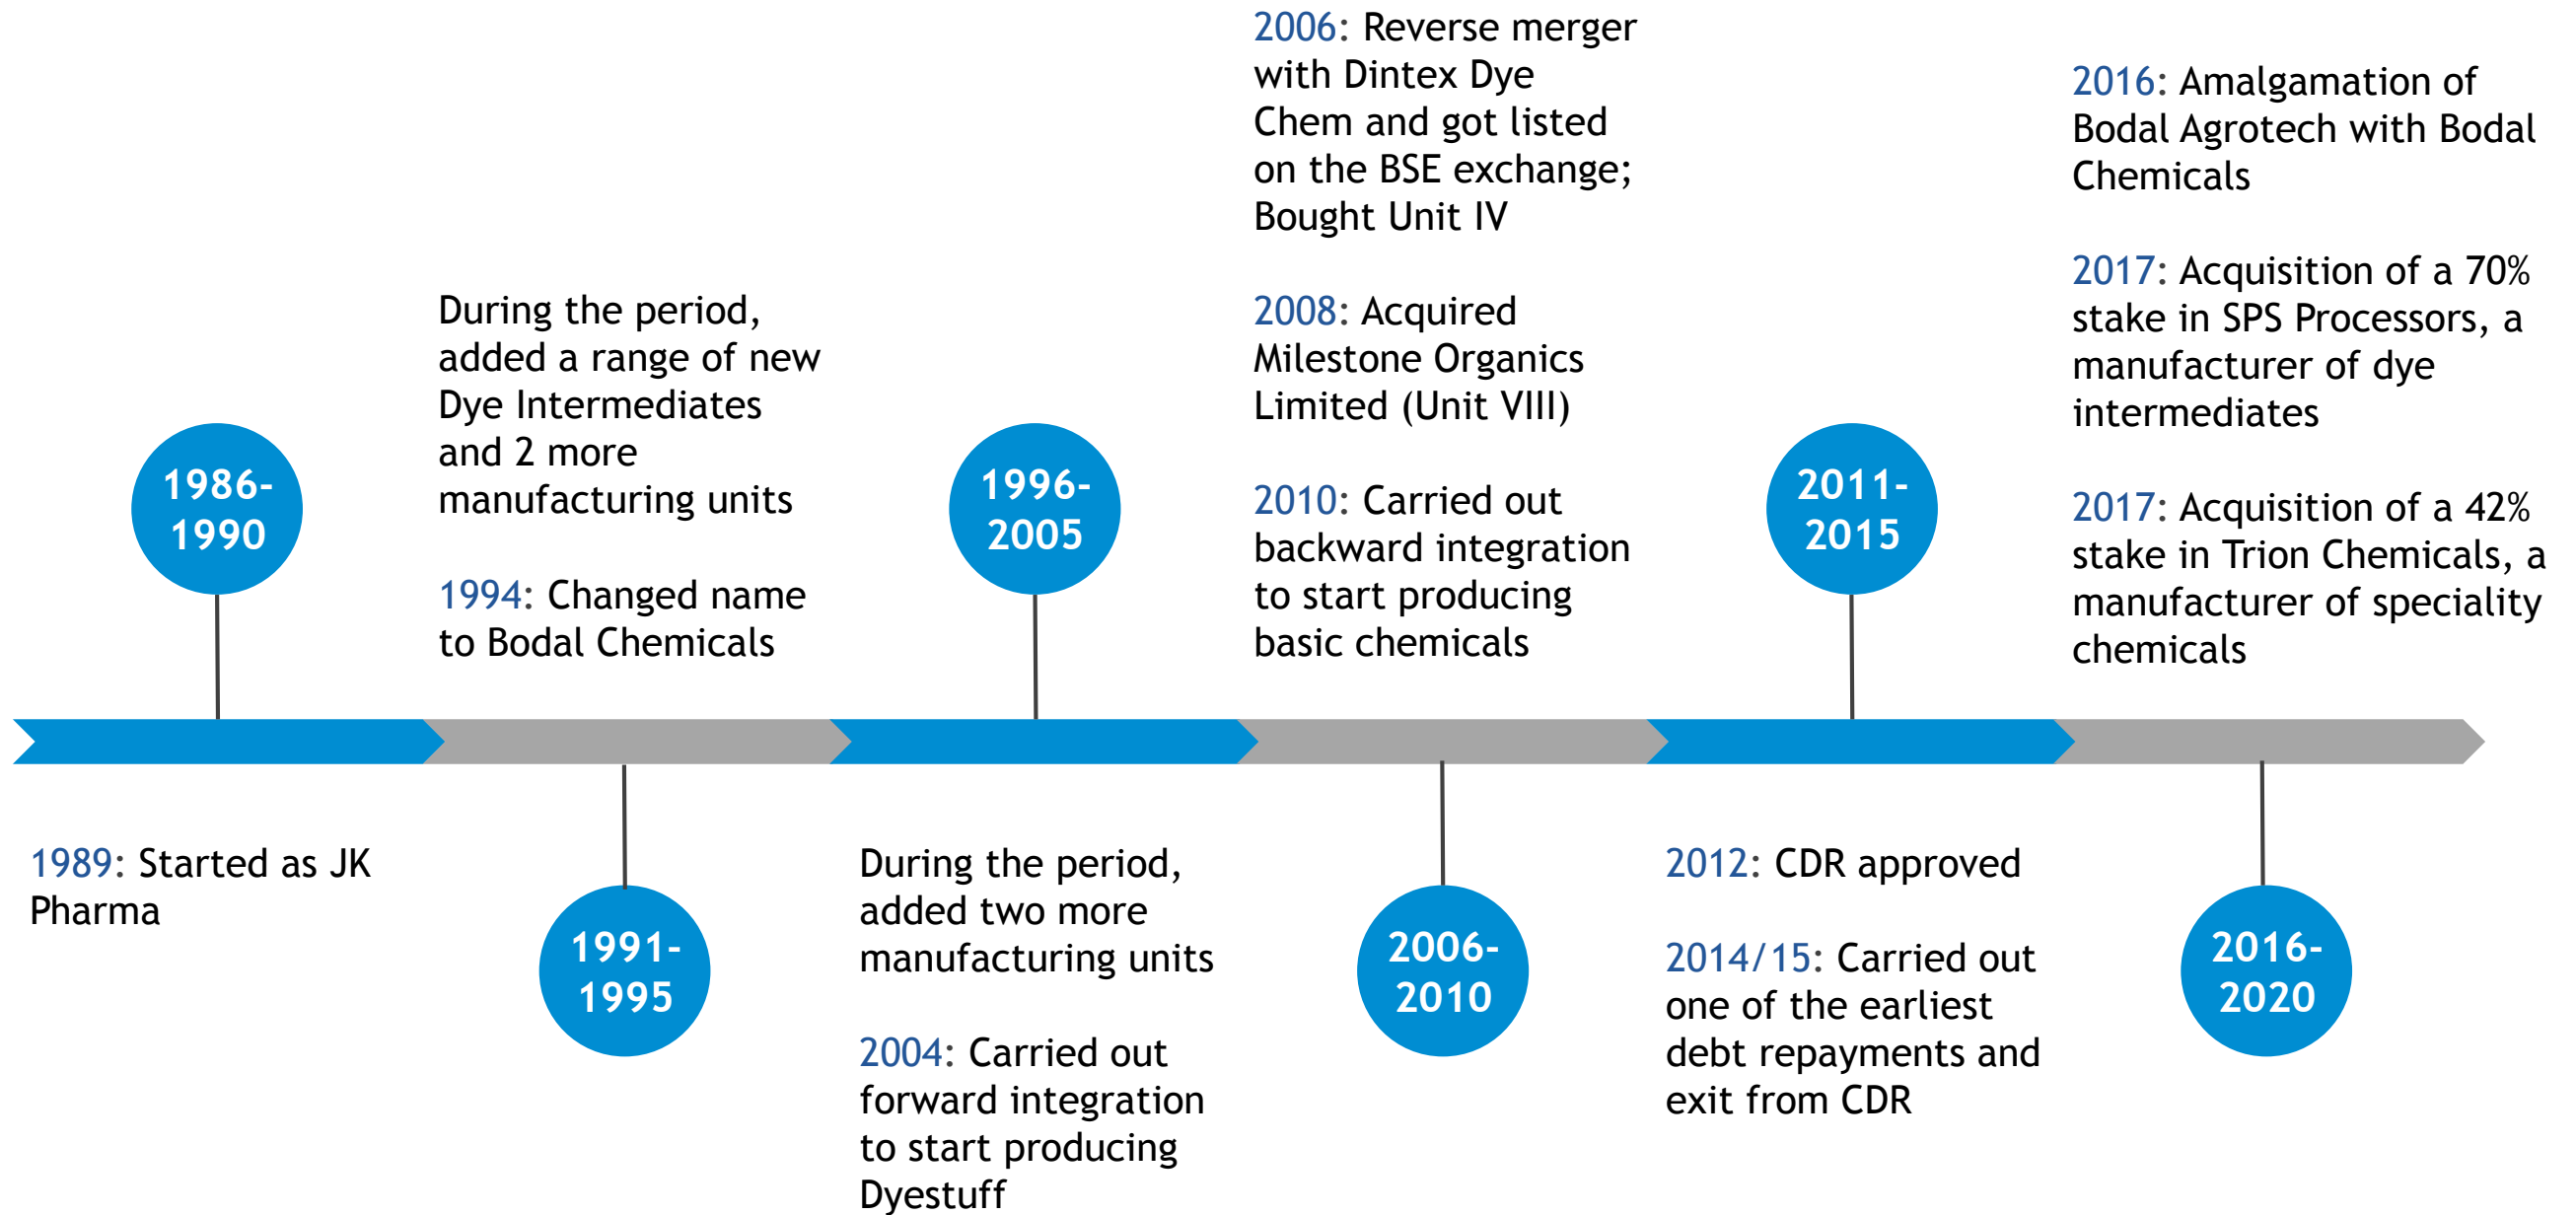 1986-
1990
1989: Started as JK
Pharma
During the period,
added a range of new
Dye Intermediates
and 2 more
manufacturing units
1994: Changed name
to Bodal Chemicals
1991-
1995
1996-
2005
During the period,
added two more
manufacturing units
2004: Carried out
forward integration
to start producing
Dyestuff
2006: Reverse merger
with Dintex Dye
Chem and got listed
on the BSE exchange;
Bought Unit IV
2008: Acquired
Milestone Organics
Limited (Unit VIII)
2010: Carried out
backward integration
to start producing
basic chemicals
2006-
2010
2011-
2015
2012: CDR approved
2014/15: Carried out
one of the earliest
debt repayments and
exit from CDR
2016: Amalgamation of
Bodal Agrotech with Bodal
Chemicals
2017: Acquisition of a 70%
stake in SPS Processors, a
manufacturer of dye
intermediates
2017: Acquisition of a 42%
stake in Trion Chemicals, a
manufacturer of speciality
chemicals
2016-
2020